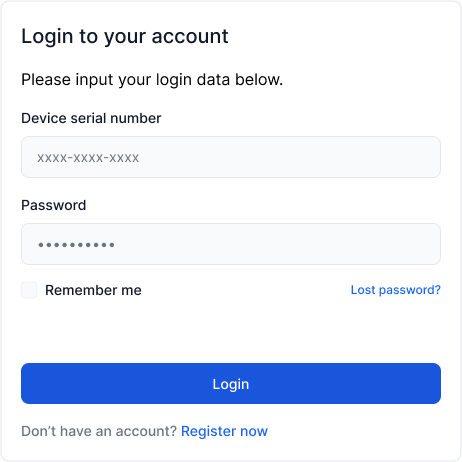 Login to your account
Please input your login data below.
Device serial number
xxxx-xxxx-xxxx
Password
••••••••••
Remember me Lost password?
Login
Don’t have an account? Register now